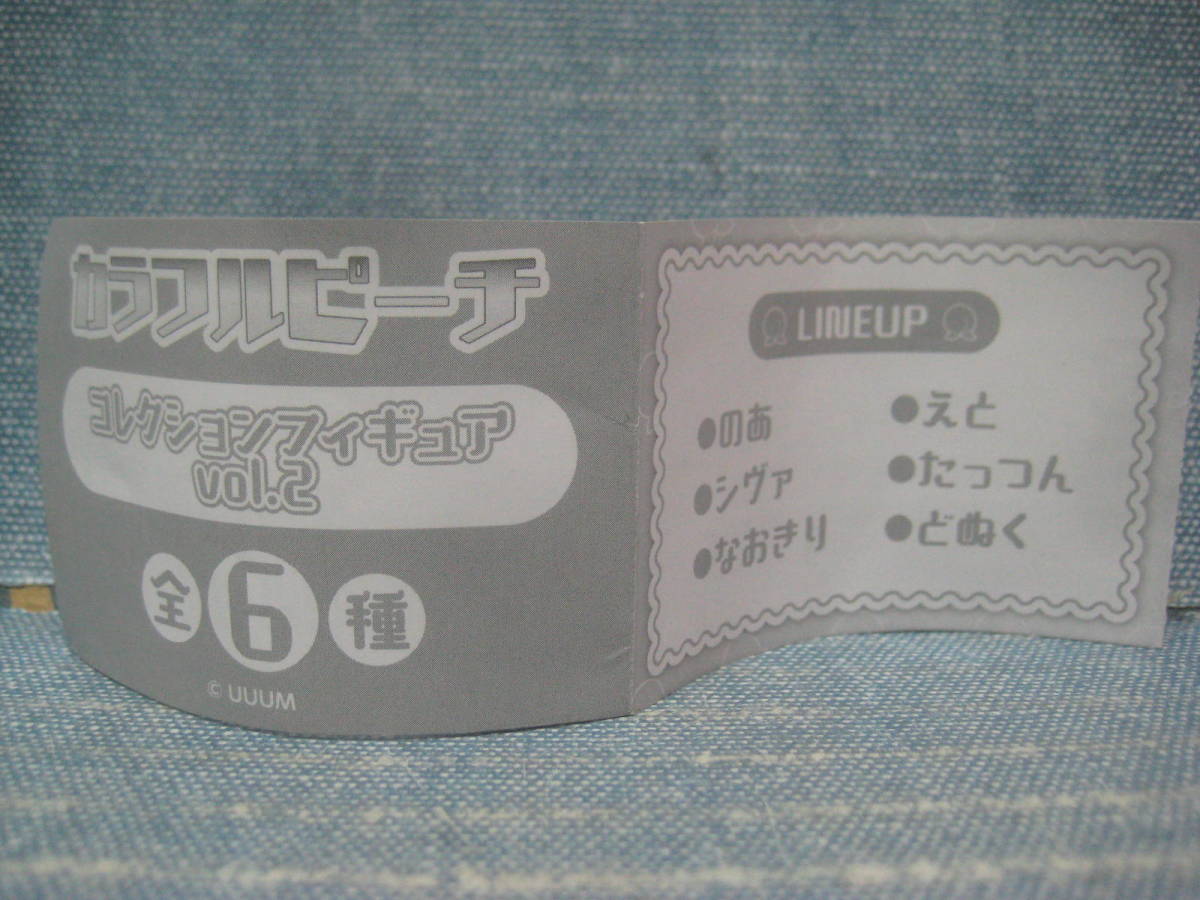 カラフルピーチ
コレクションフィギュア
vol.2
全6種
© UUUM
LINEUP
●のあ
●シヴァ
●なおきり
●えと
●たっつん
●どぬく